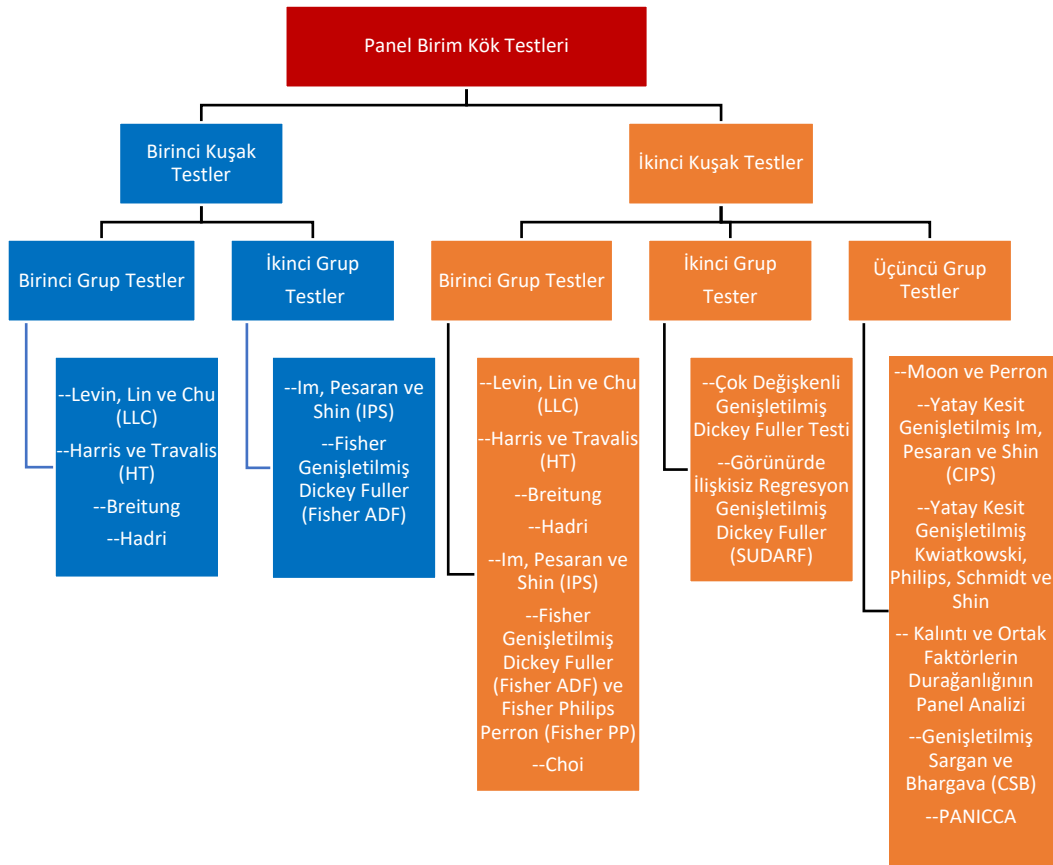 Panel Birim Kök Testleri
Birinci Kuşak
Testler
İkinci Kuşak Testler
Birinci Grup Testler
İkinci Grup
Testler
Birinci Grup Testler
İkinci Grup
Tester
Üçüncü Grup
Testler
--Levin, Lin ve Chu
(LLC)
--Harris ve Travalis
(HT)
--Breitung
--Hadri
--Im, Pesaran ve
Shin (IPS)
--Fisher
Genişletilmiş
Dickey Fuller
(Fisher ADF)
--Levin, Lin ve Chu
(LLC)
--Harris ve Travalis
(HT)
--Breitung
--Hadri
--Im, Pesaran ve
Shin (IPS)
--Fisher
Genişletilmiş
Dickey Fuller
(Fisher ADF) ve
Fisher Philips
Perron (Fisher PP)
--Choi
--Çok Değişkenli
Genişletilmiş
Dickey Fuller Testi
--Görünürde
İlişkisiz Regresyon
Genişletilmiş
Dickey Fuller
(SUDARF)
--Moon ve Perron
--Yatay Kesit
Genişletilmiş Im,
Pesaran ve Shin
(CIPS)
--Yatay Kesit
Genişletilmiş
Kwiatkowski,
Philips, Schmidt ve
Shin
-- Kalıntı ve Ortak
Faktörlerin
Durağanlığının
Panel Analizi
--Genişletilmiş
Sargan ve
Bhargava (CSB)
--PANICCA